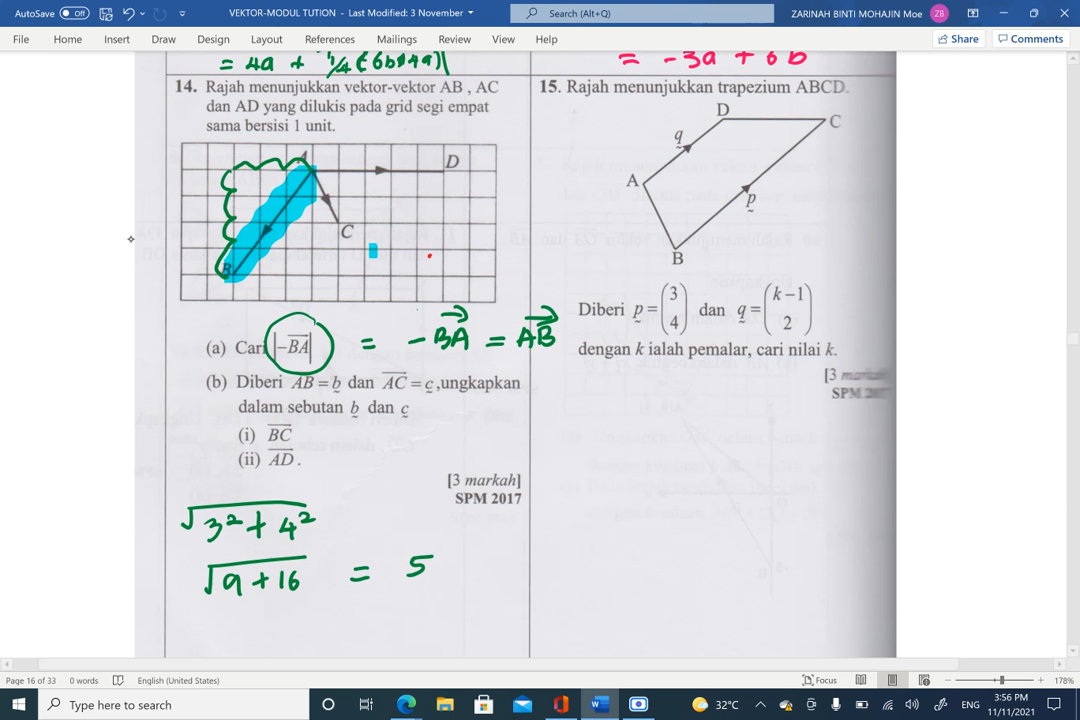 AutoSave Off VEKTOR-MODUL TUTION - Last Modified: 3 November Search (Alt+Q) ZARINAH BINTI MOHAJIN Moe ZB
File Home Insert Draw Design Layout References Mailings Review View Help Share Comments
= 4a + 1/4(-6b+4a)
= -3a + 6b
14. Rajah menunjukkan vektor-vektor AB , AC
dan AD yang dilukis pada grid segi empat
sama bersisi 1 unit.
A
D
C
B
(a) Cari |-BA| = -BA = AB
(b) Diberi AB = b dan AC = c ,ungkapkan
dalam sebutan b dan c
(i) BC
(ii) AD .
[3 markah]
SPM 2017
√3² + 4²
√9 + 16 = 5
15. Rajah menunjukkan trapezium ABCD.
D
C
q
A
p
B
Diberi p = (3 4) dan q = (k-1 2)
dengan k ialah pemalar, cari nilai k.
[3 markah
SPM 2017
Page 16 of 33 0 words English (United States) Focus 178%
Type here to search 32°C ENG 3:56 PM
11/11/2021